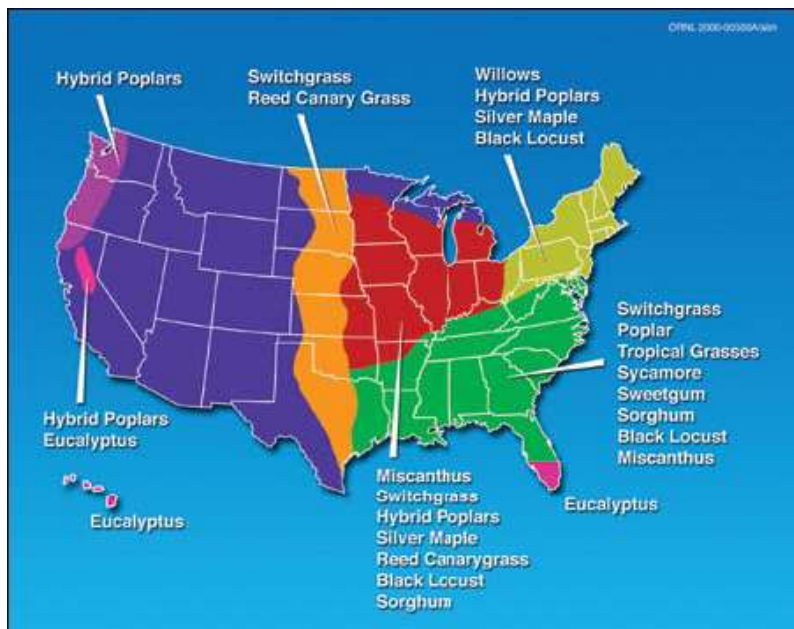 Hybrid Poplars
Switchgrass
Reed Canary Grass
Willows
Hybrid Poplars
Silver Maple
Black Locust
Switchgrass
Poplar
Tropical Grasses
Sycamore
Sweetgum
Sorghum
Black Locust
Miscanthus
Hybrid Poplars
Eucalyptus
Eucalyptus
Miscanthus
Switchgrass
Hybrid Poplars
Silver Maple
Reed Canarygrass
Black Locust
Sorghum
Eucalyptus